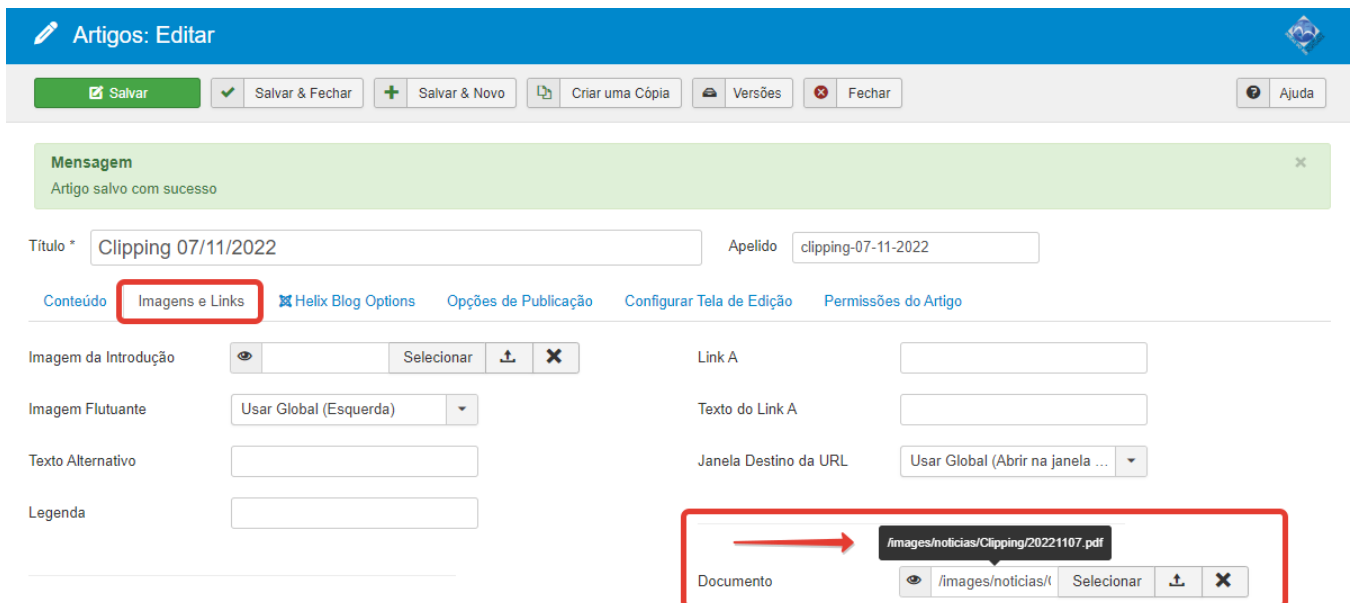 Artigos: Editar
Salvar Salvar & Fechar Salvar & Novo Criar uma Cópia Versões Fechar Ajuda
Mensagem ×
Artigo salvo com sucesso
Título * Clipping 07/11/2022 Apelido clipping-07-11-2022
Conteúdo Imagens e Links Helix Blog Options Opções de Publicação Configurar Tela de Edição Permissões do Artigo
Imagem da Introdução Selecionar Link A
Imagem Flutuante Usar Global (Esquerda) Texto do Link A
Texto Alternativo Janela Destino da URL Usar Global (Abrir na janela ...
Legenda
/images/noticias/Clipping/20221107.pdf
Documento /images/noticias/( Selecionar